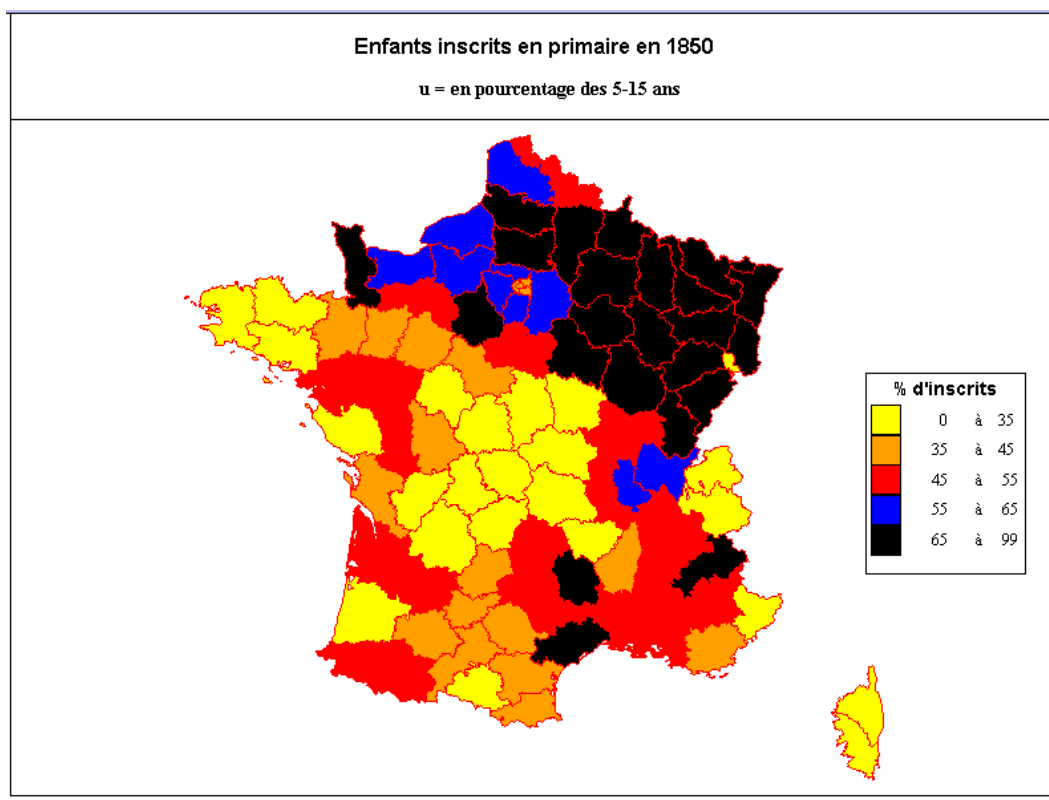 Enfants inscrits en primaire en 1850
u = en pourcentage des 5-15 ans
% d'inscrits
0 à 35
35 à 45
45 à 55
55 à 65
65 à 99